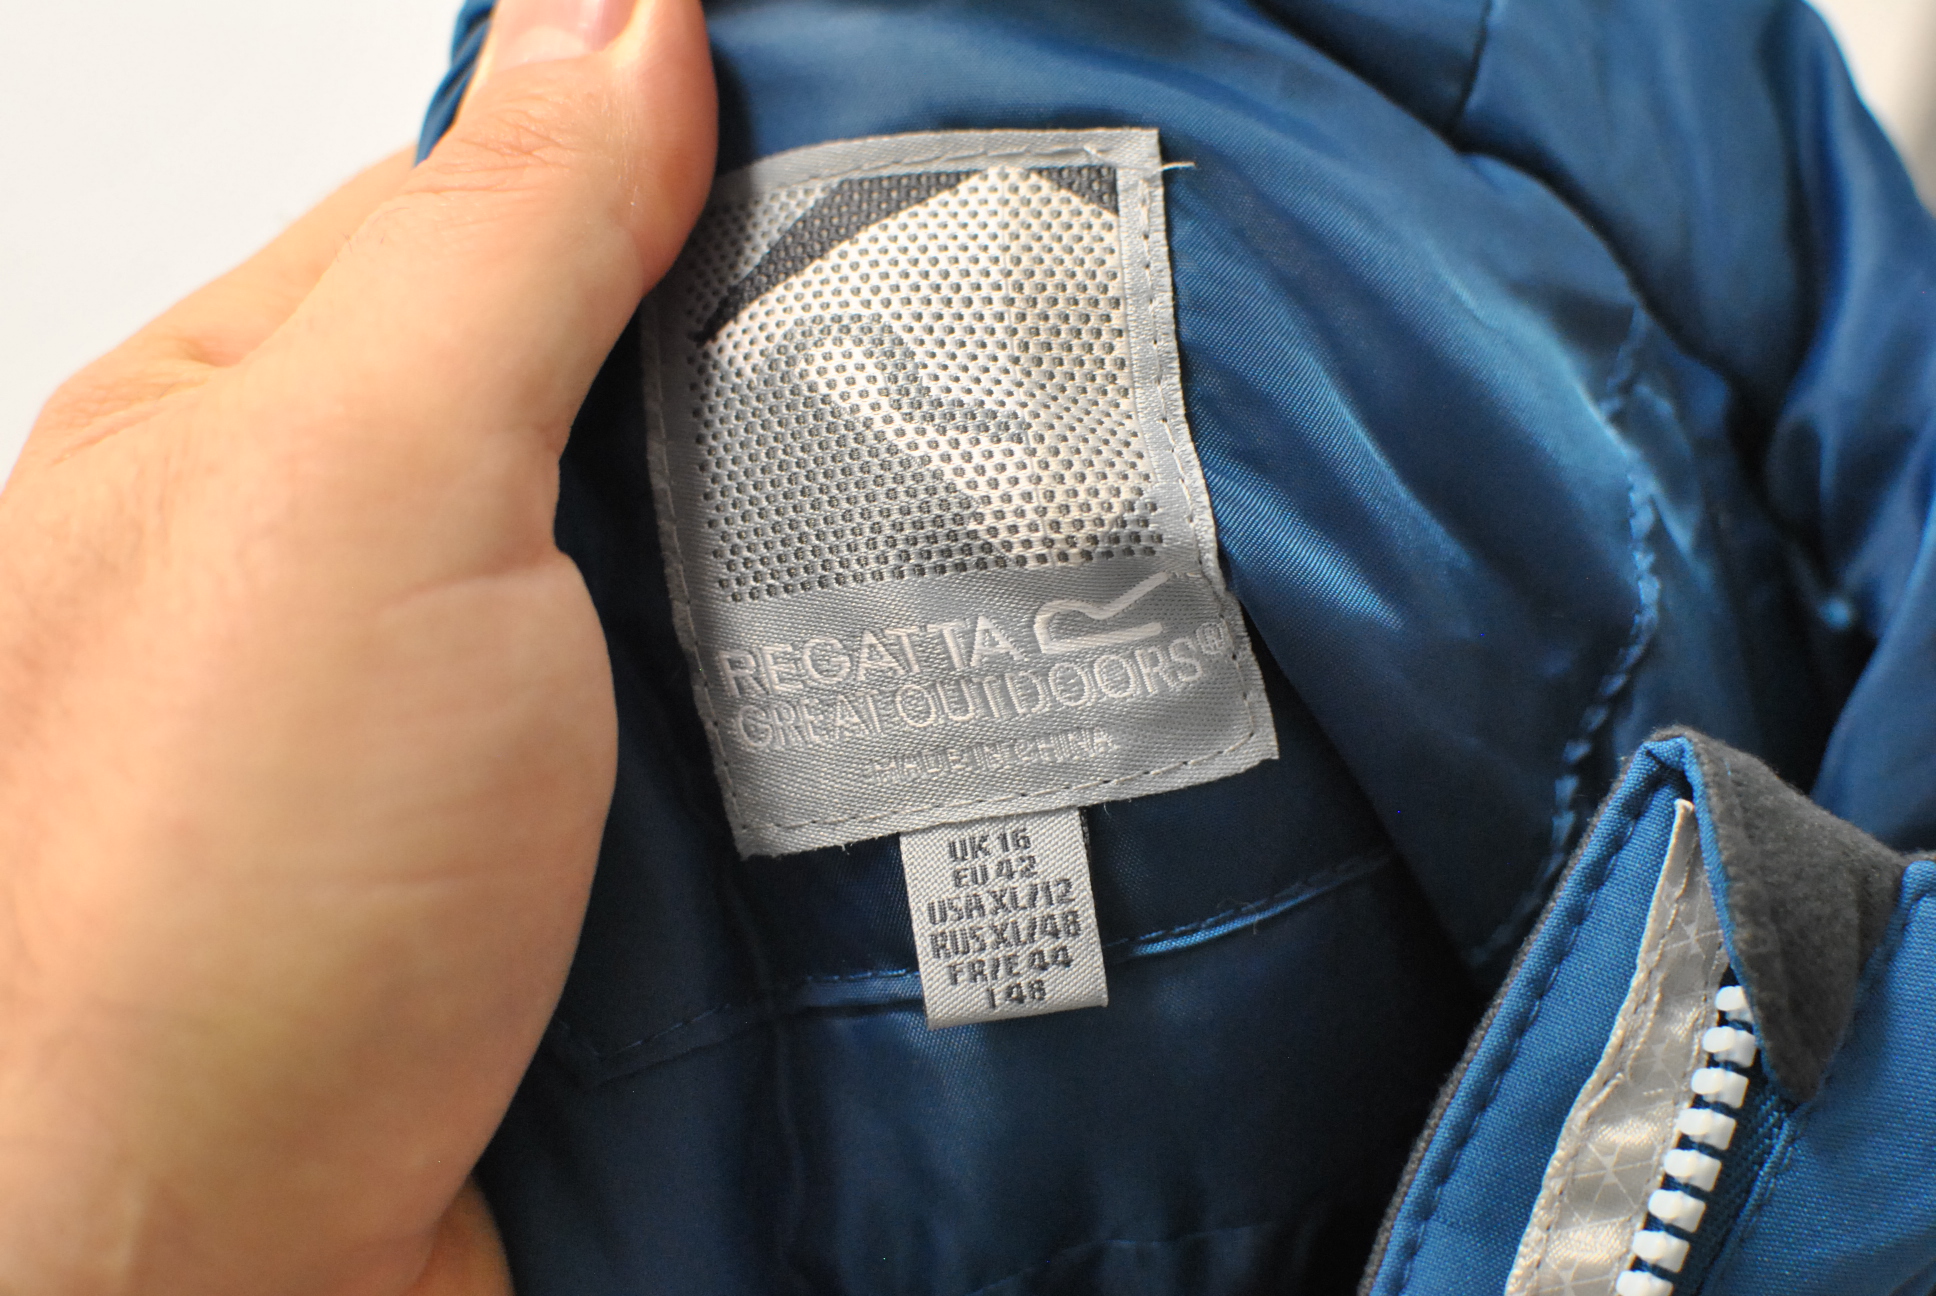 REGATTA
GREAT OUTDOORS®
MADE IN CHINA
UK 16
EU 42
USA XL/12
RUS XL/48
FR/E 44
I 48